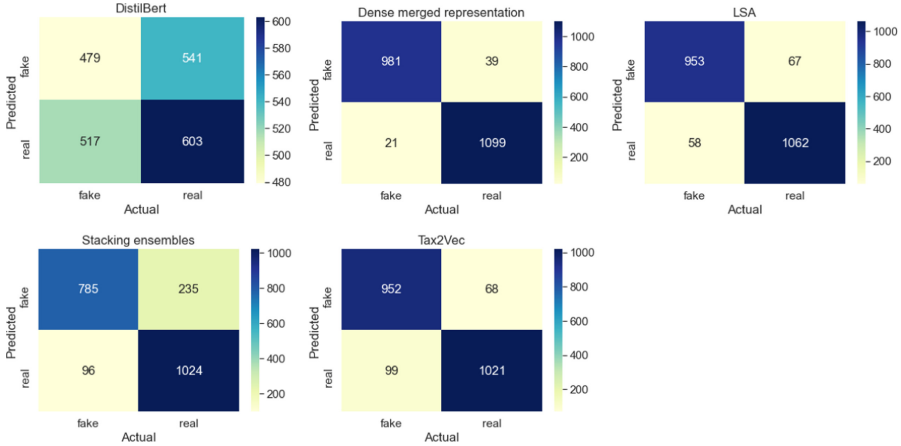 DistilBert
Predicted
fake
real
479
541
517
603
fake
real
Actual
600
580
560
540
520
500
480
Dense merged representation
Predicted
fake
real
981
39
21
1099
fake
real
Actual
1000
800
600
400
200
LSA
Predicted
fake
real
953
67
58
1062
fake
real
Actual
1000
800
600
400
200
Stacking ensembles
Predicted
fake
real
785
235
96
1024
fake
real
Actual
1000
800
600
400
200
Tax2Vec
Predicted
fake
real
952
68
99
1021
fake
real
Actual
1000
800
600
400
200